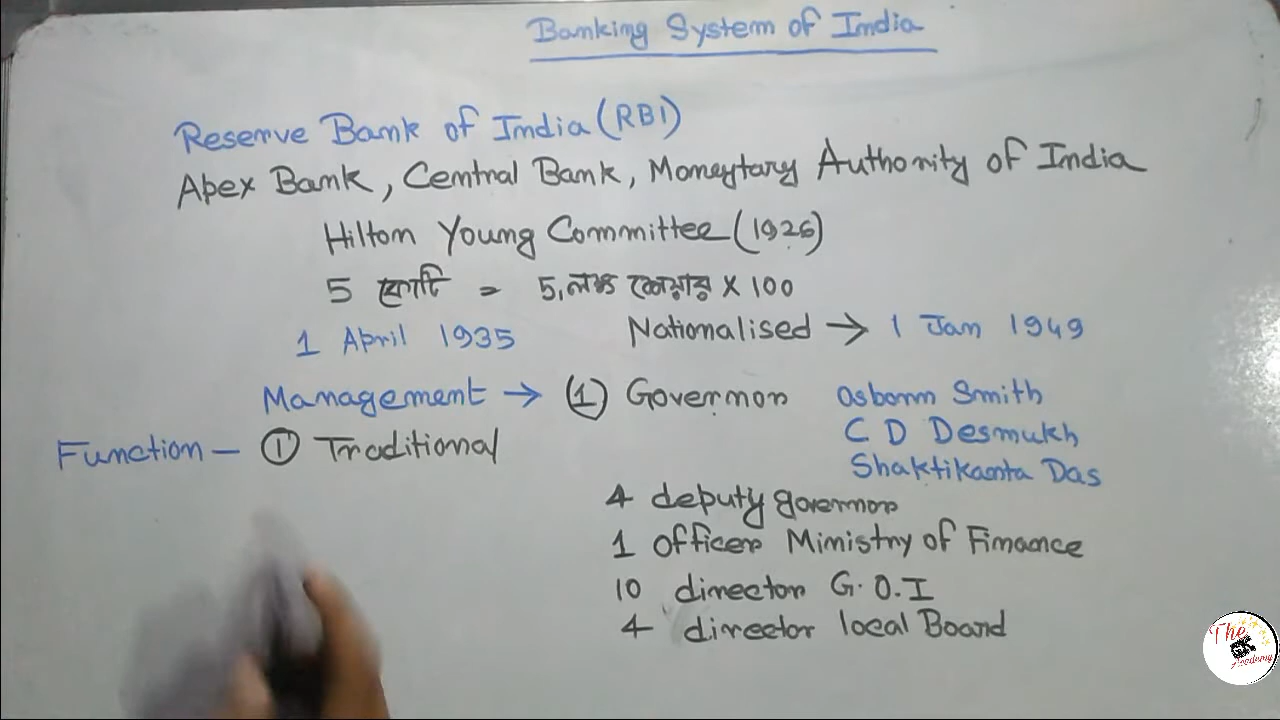 Banking System of India
Reserve Bank of India (RBI)
Apex Bank, Central Bank, Moneytary Authority of India
Hilton Young Committee (1926)
5 কোটি = 5,লক্ষ শেয়ার × 100
1 April 1935 Nationalised → 1 Jan 1949
Management → (1) Governor Osborn Smith
C D Desmukh
Shaktikanta Das
Function — ① Traditional
4 deputy governor
1 officer Ministry of Finance
10 director G.O.I
4 director local Board
The
GK
Academy